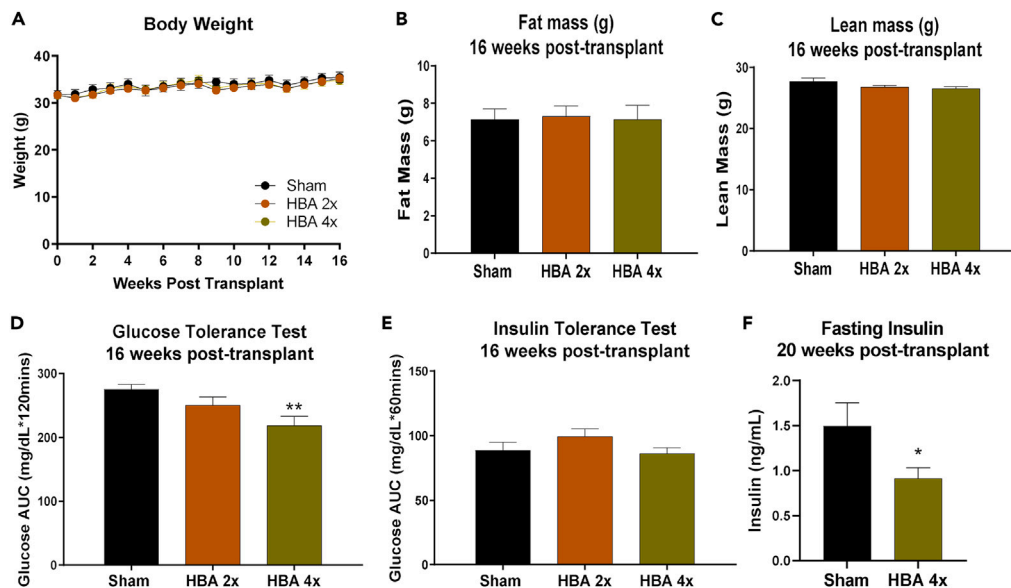 A
Body Weight
40
30
20
10
0
Weight (g)
Sham
HBA 2x
HBA 4x
0 2 4 6 8 10 12 14 16
Weeks Post Transplant
B
Fat mass (g)
16 weeks post-transplant
10
8
6
4
2
0
Fat Mass (g)
Sham HBA 2x HBA 4x
C
Lean mass (g)
16 weeks post-transplant
30
20
10
0
Lean Mass (g)
Sham HBA 2x HBA 4x
D
Glucose Tolerance Test
16 weeks post-transplant
300
200
100
0
Glucose AUC (mg/dL*120mins)
**
Sham HBA 2x HBA 4x
E
Insulin Tolerance Test
16 weeks post-transplant
150
100
50
0
Glucose AUC (mg/dL*60mins)
Sham HBA 2x HBA 4x
F
Fasting Insulin
20 weeks post-transplant
2.0
1.5
1.0
0.5
0.0
Insulin (ng/mL)
*
Sham HBA 4x